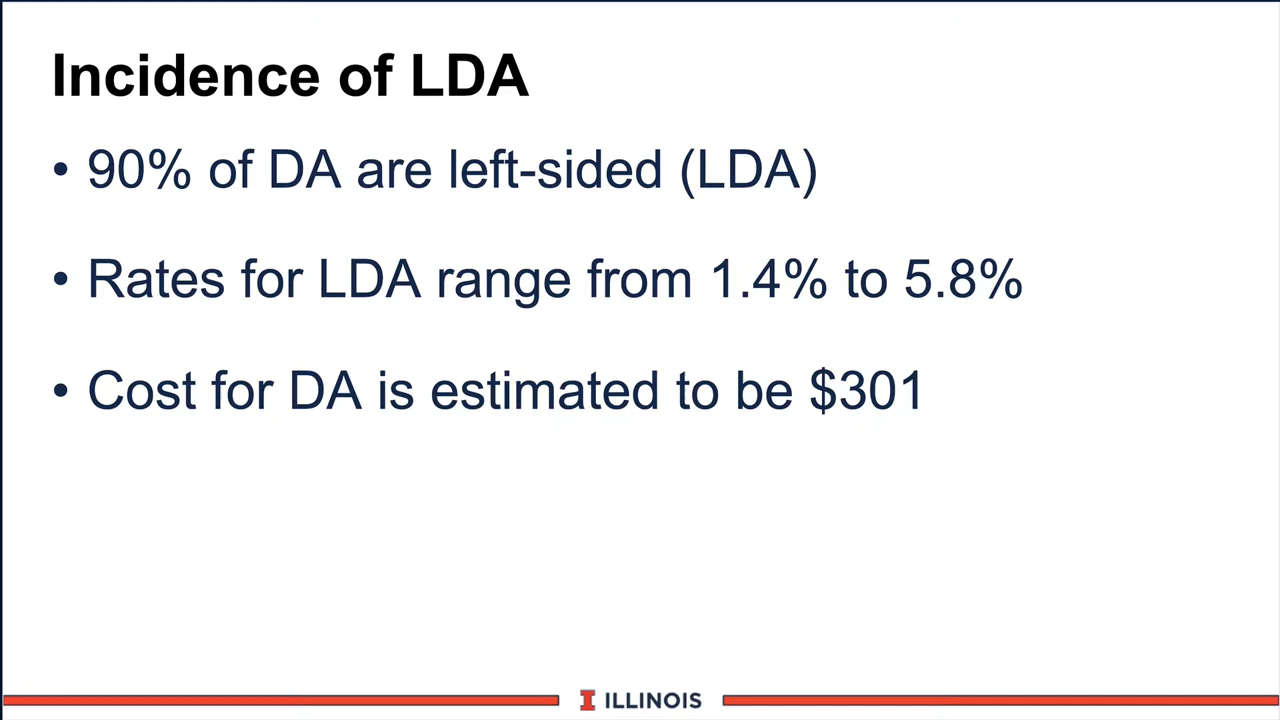 Incidence of LDA
• 90% of DA are left-sided (LDA)
• Rates for LDA range from 1.4% to 5.8%
• Cost for DA is estimated to be $301
I ILLINOIS